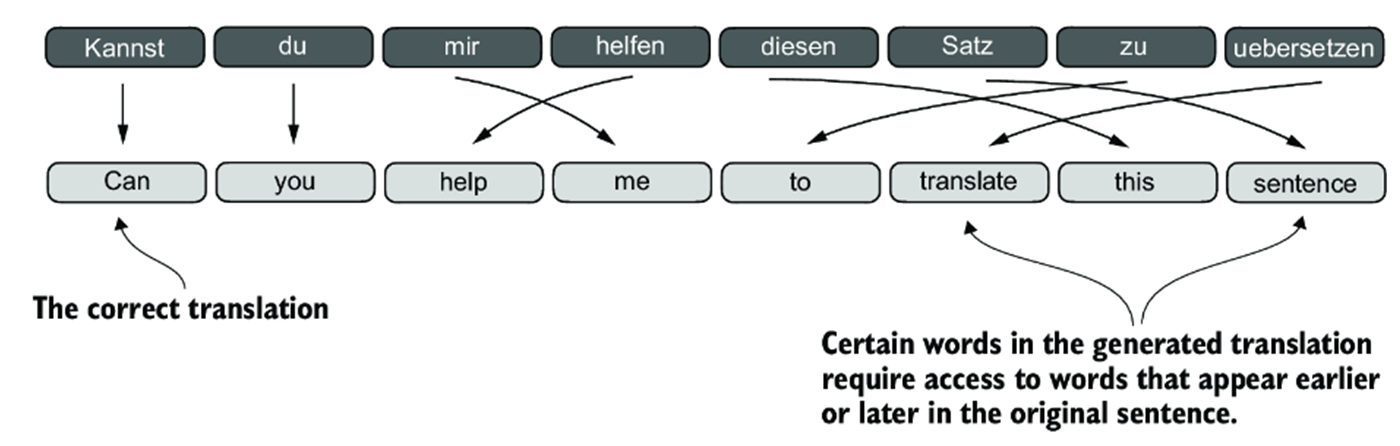 Kannst du mir helfen diesen Satz zu uebersetzen
Can you help me to translate this sentence
The correct translation
Certain words in the generated translation
require access to words that appear earlier
or later in the original sentence.